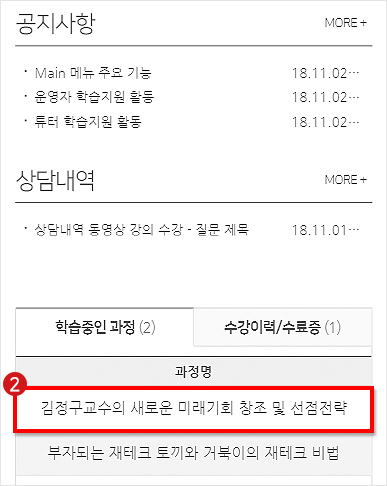 공지사항 MORE +
· Main 메뉴 주요 기능 18.11.02…
· 운영자 학습지원 활동 18.11.02…
· 튜터 학습지원 활동 18.11.02…
상담내역 MORE +
· 상담내역 동영상 강의 수강 - 질문 제목 18.11.01…
학습중인 과정 (2) 수강이력/수료증 (1)
과정명
2
김정구교수의 새로운 미래기회 창조 및 선점전략
부자되는 재테크 토끼와 거북이의 재테크 비법